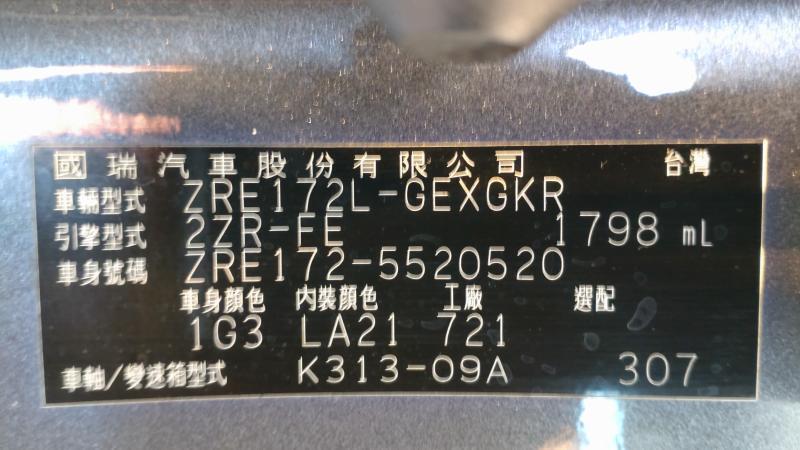 國瑞汽車股份有限公司 台灣
車輛型式 ZRE172L-GEXGKR
引擎型式 2ZR-FE 1798 mL
車身號碼 ZRE172-5520520
車身顏色 內裝顏色 工廠 選配
1G3 LA21 721
車軸/變速箱型式 K313-09A 307